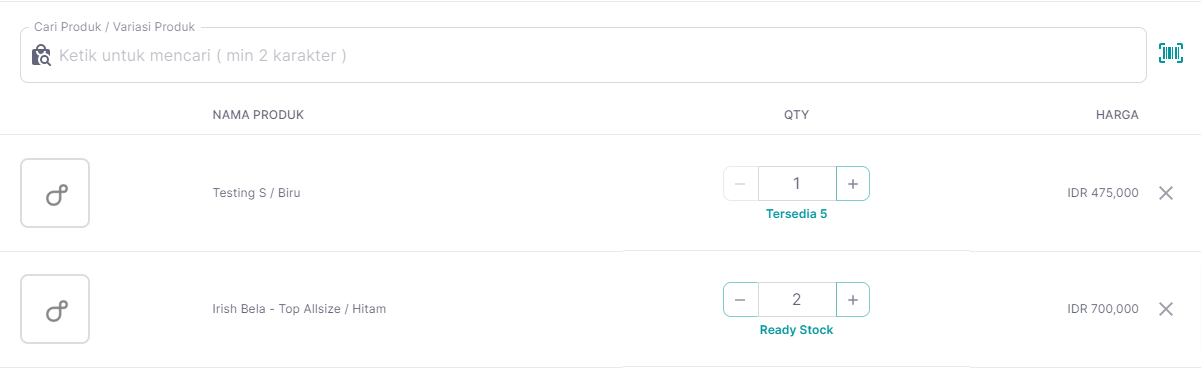 Cari Produk / Variasi Produk
Ketik untuk mencari ( min 2 karakter )
NAMA PRODUK QTY HARGA
Testing S / Biru − 1 + IDR 475,000
Tersedia 5
Irish Bela - Top Allsize / Hitam − 2 + IDR 700,000
Ready Stock